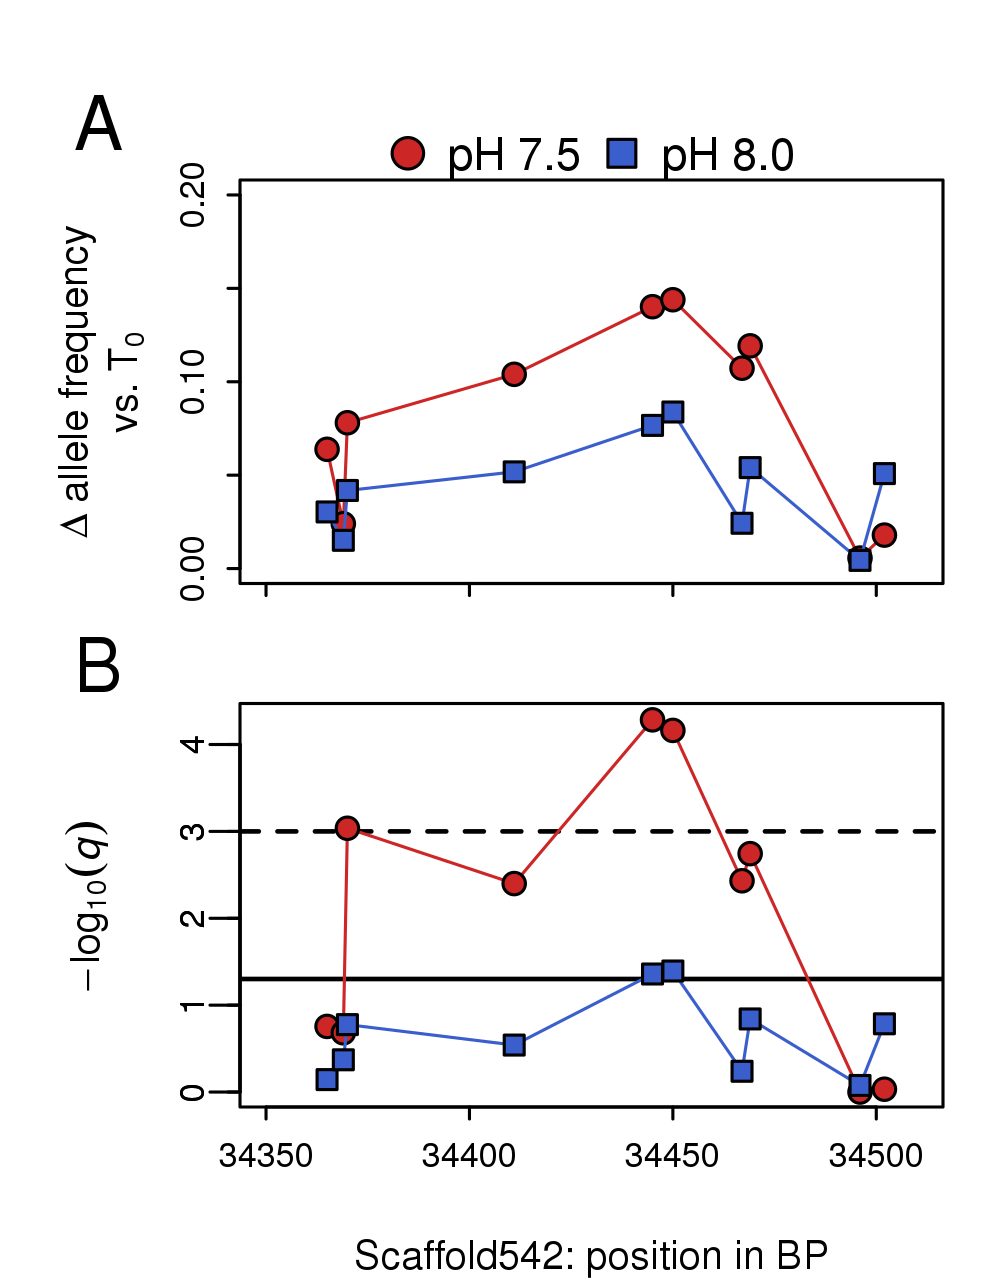 A
pH 7.5 pH 8.0
0.20
0.10
0.00
Δ allele frequency
vs. T₀
B
4
3
2
1
0
−log₁₀(q)
34350 34400 34450 34500
Scaffold542: position in BP